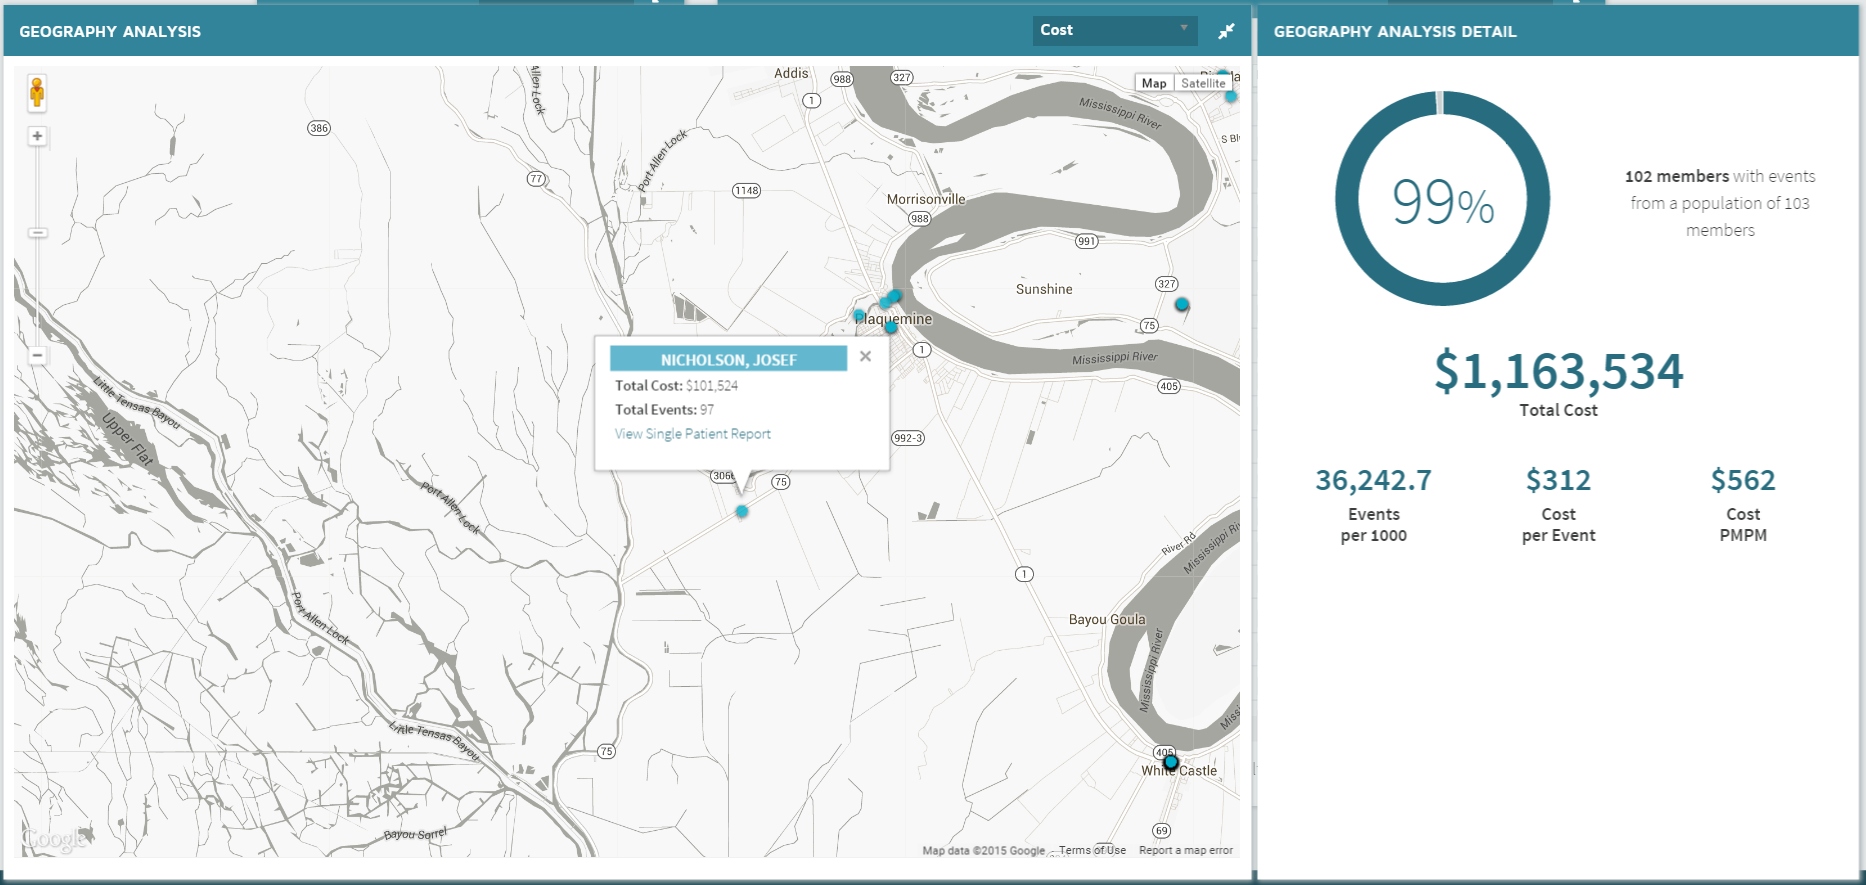 GEOGRAPHY ANALYSIS
Cost
GEOGRAPHY ANALYSIS DETAIL
Addis
988
327
Map
Satellite
1
Mississippi River
386
Allen Lock
Port Allen Lock
S Bl
77
1148
Morrisonville
988
991
Sunshine
327
Plaquemine
75
1
Mississippi River
405
NICHOLSON, JOSEF
Total Cost: $101,524
Total Events: 97
View Single Patient Report
992-3
75
Little Tensas Bayou
Upper Flat
Port Allen Lock
River Rd
Mississippi Riv
1
Port Allen Lock
Bayou Goula
Mississippi River
Missi
Little Tensas Bayou
75
405
White Castle
69
Bayou Sorrel
Google
Map data ©2015 Google
Terms of Use
Report a map error
99%
102 members with events
from a population of 103
members
$1,163,534
Total Cost
36,242.7
Events
per 1000
$312
Cost
per Event
$562
Cost
PMPM